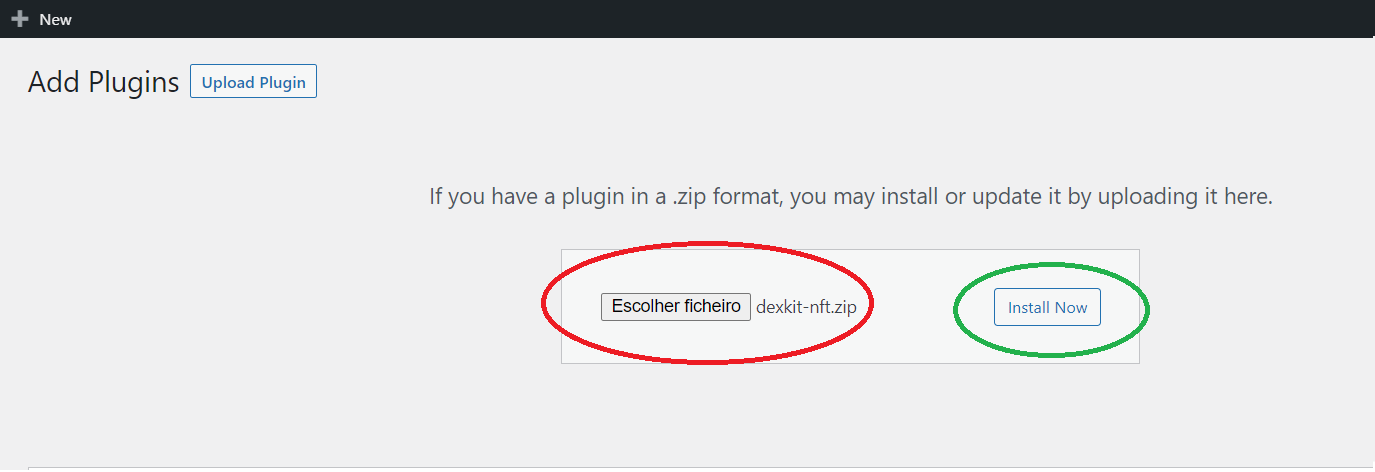 New
Add Plugins Upload Plugin
If you have a plugin in a .zip format, you may install or update it by uploading it here.
Escolher ficheiro dexkit-nft.zip Install Now